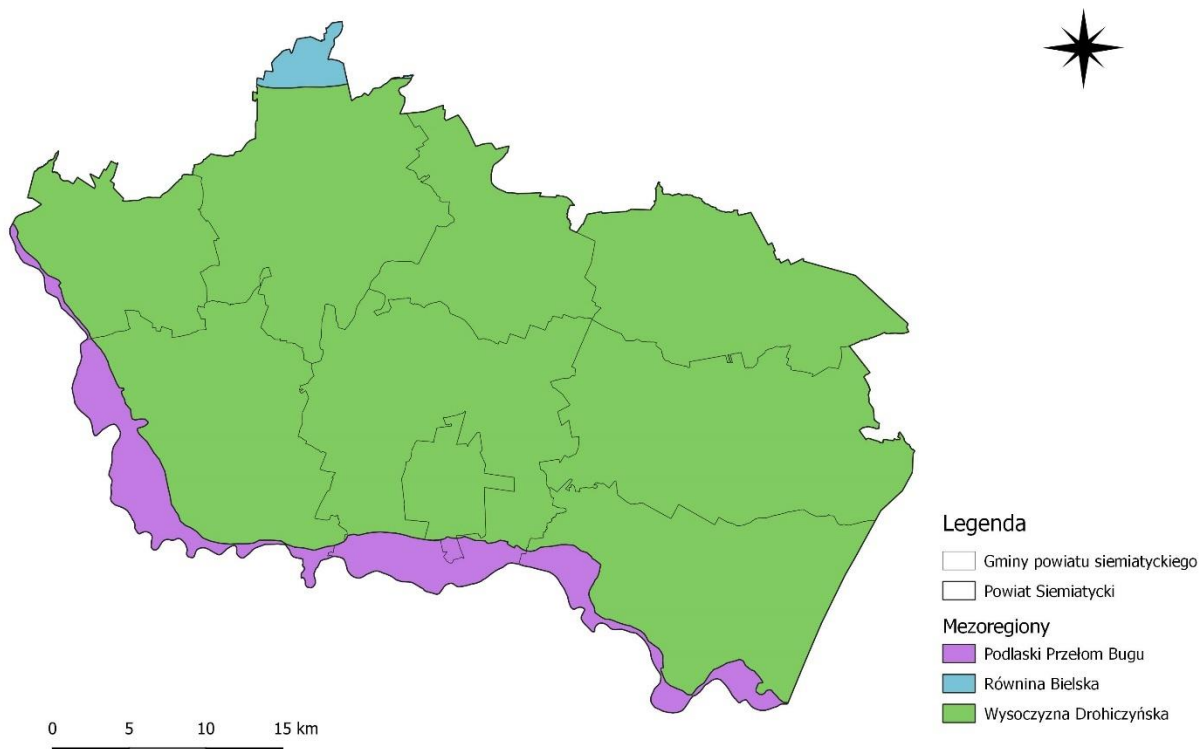 Legenda
Gminy powiatu siemiatyckiego
Powiat Siemiatycki
Mezoregiony
Podlaski Przełom Bugu
Równina Bielska
Wysoczyzna Drohiczyńska
0 5 10 15 km